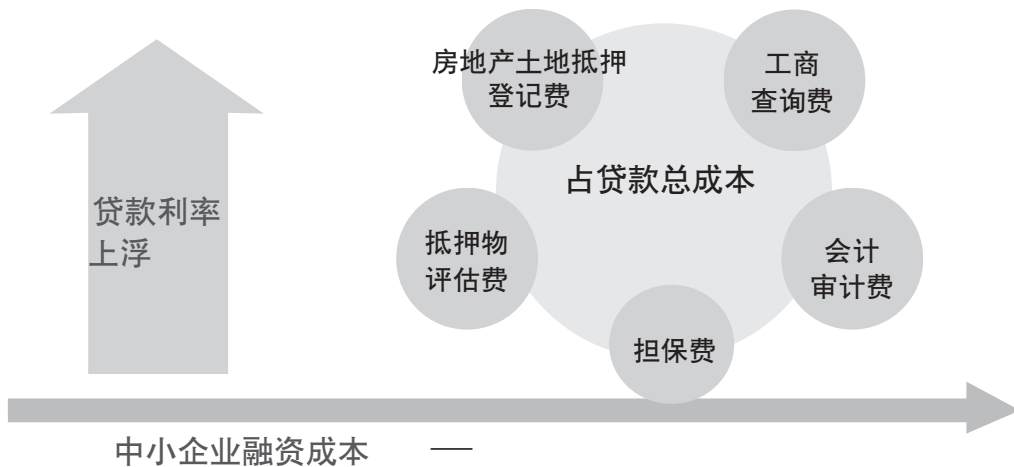 房地产土地抵押
登记费
工商
查询费
占贷款总成本
贷款利率
上浮
抵押物
评估费
会计
审计费
担保费
中小企业融资成本 —